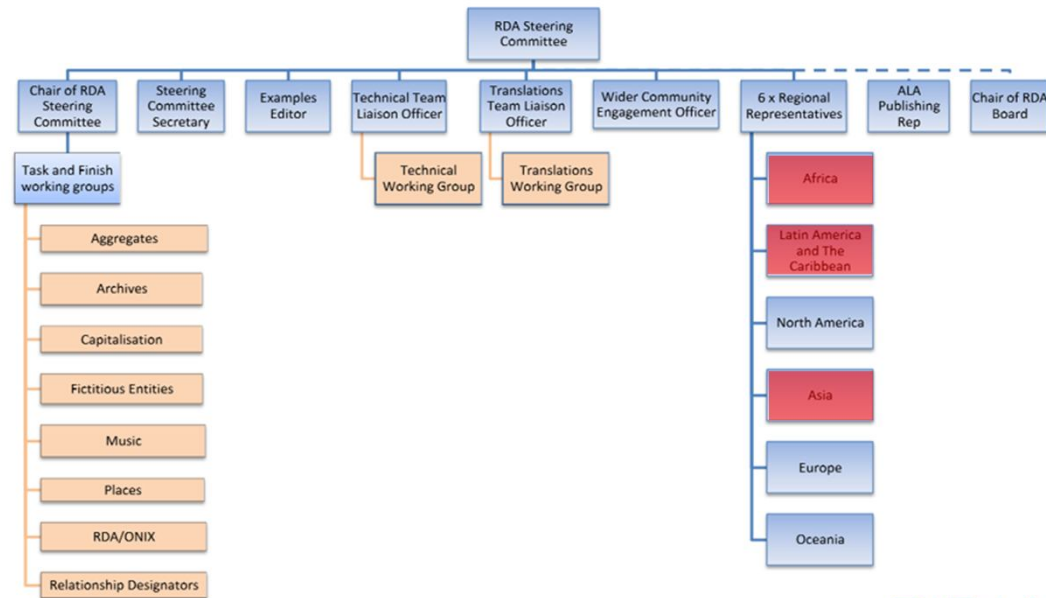 RDA Steering
Committee
Chair of RDA
Steering
Committee
Steering
Committee
Secretary
Examples
Editor
Technical Team
Liaison Officer
Translations
Team Liaison
Officer
Wider Community
Engagement Officer
6 x Regional
Representatives
ALA
Publishing
Rep
Chair of RDA
Board
Task and Finish
working groups
Technical
Working Group
Translations
Working Group
Africa
Aggregates
Latin America
and The
Caribbean
Archives
North America
Capitalisation
Fictitious Entities
Asia
Music
Europe
Places
RDA/ONIX
Oceania
Relationship Designators